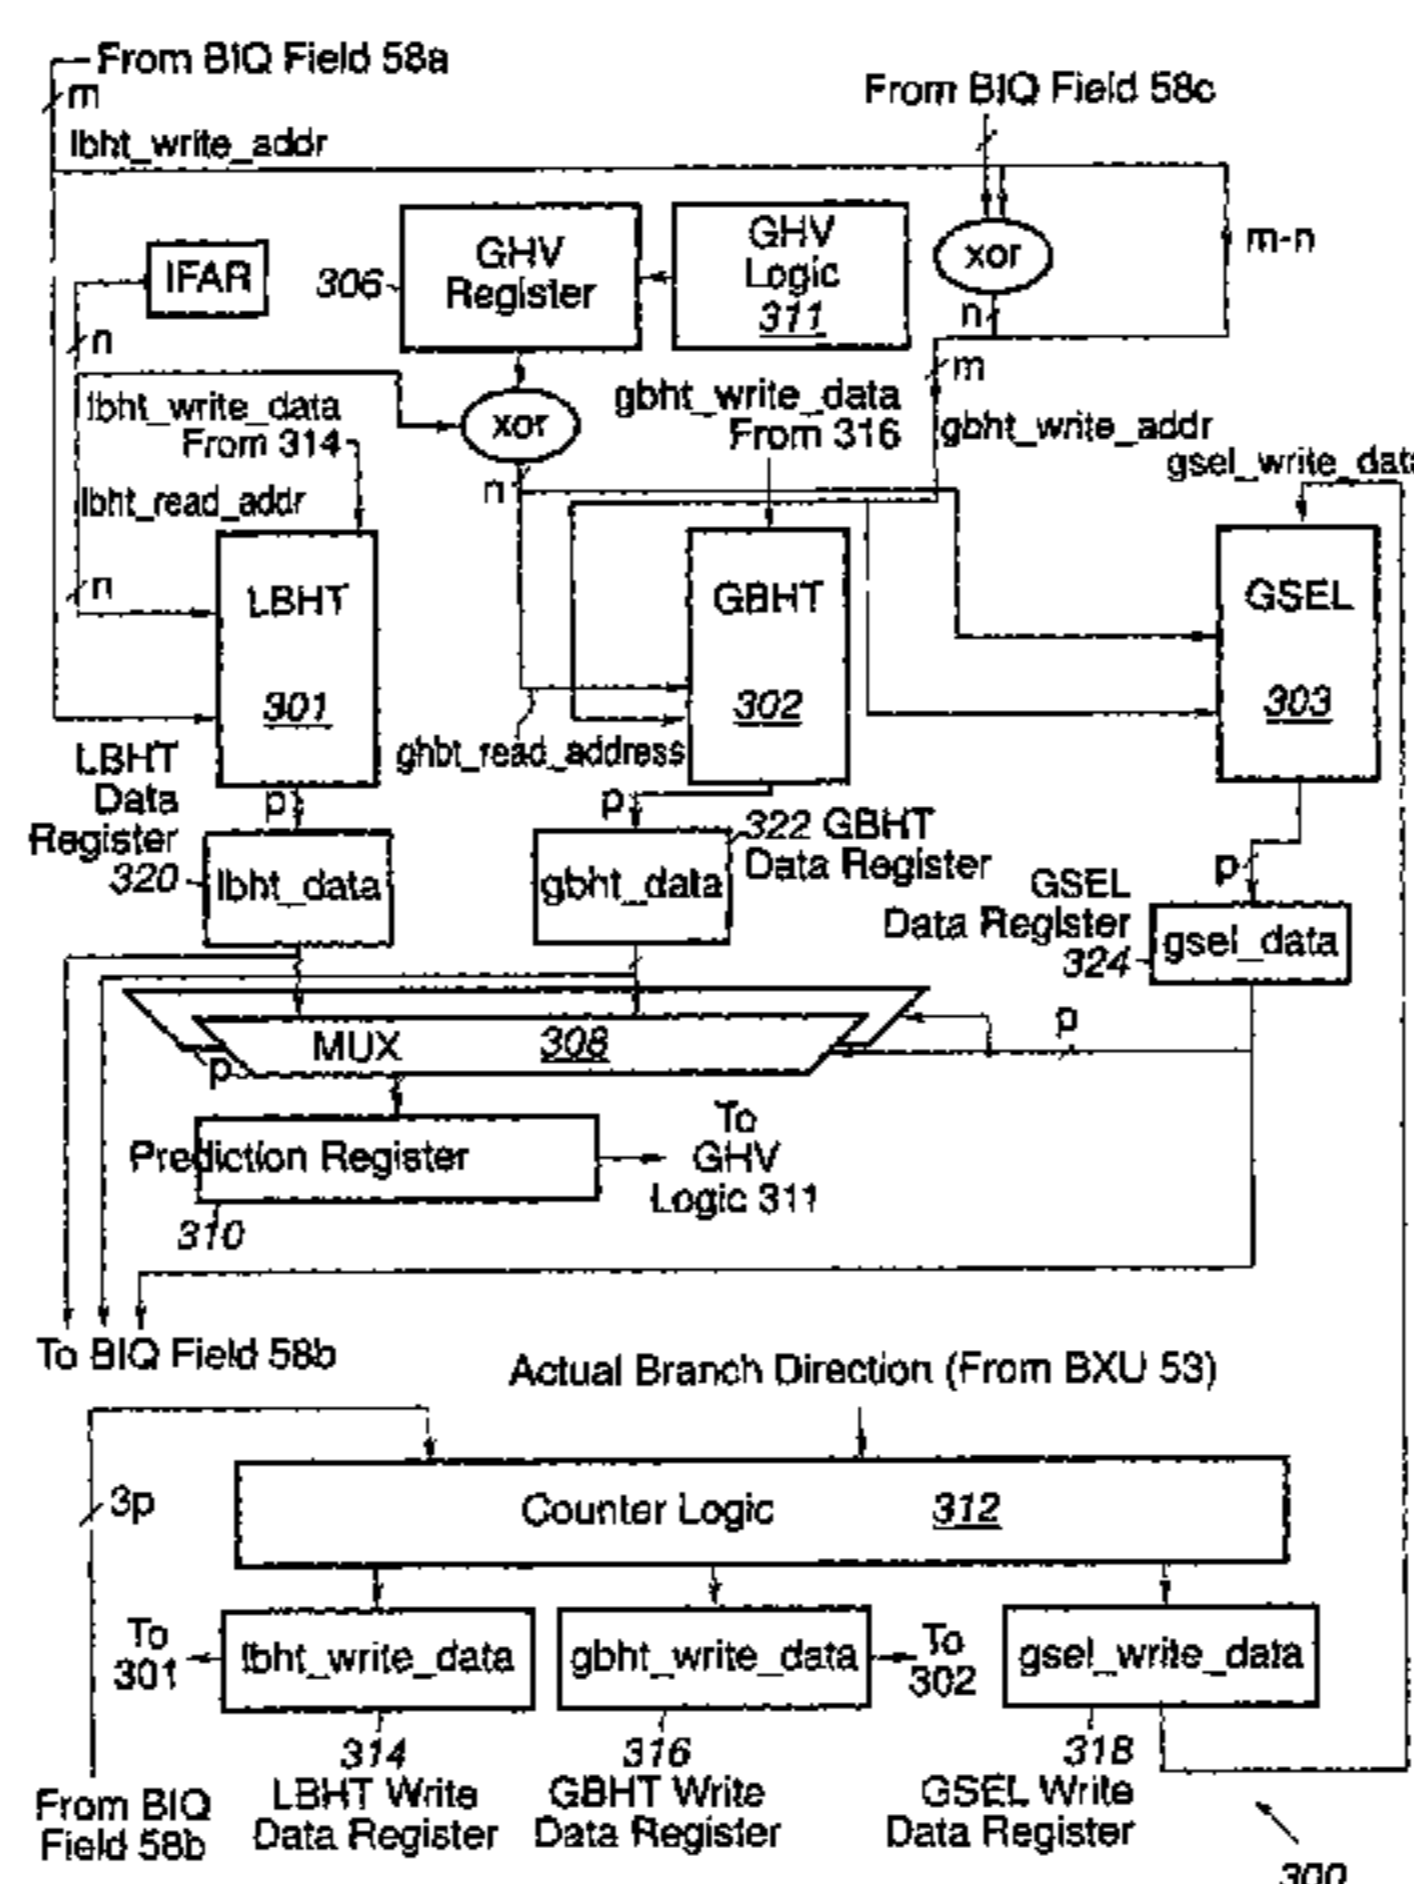 From BIQ Field 58a
m
From BIQ Field 58c
lbht_write_addr
IFAR
306
GHV
Register
GHV
Logic
311
xor
m-n
n
n
m
lbht_write_data
From 314
xor
gbht_write_data
From 316
gbht_write_addr
gsel_write_dat
lbht_read_addr
n
n
LBHT
301
GBHT
302
GSEL
303
ghbt_read_address
LBHT
Data
Register
320
p
lbht_data
p
gbht_data
322 GBHT
Data Register
p
GSEL
Data Register
324
gsel_data
MUX
308
p
p
Prediction Register
310
To
GHV
Logic 311
To BIQ Field 58b
Actual Branch Direction (From BXU 53)
3p
Counter Logic
312
To
301
lbht_write_data
gbht_write_data
To
302
gsel_write_data
314
LBHT Write
Data Register
316
GBHT Write
Data Register
318
GSEL Write
Data Register
From BIQ
Field 58b
300